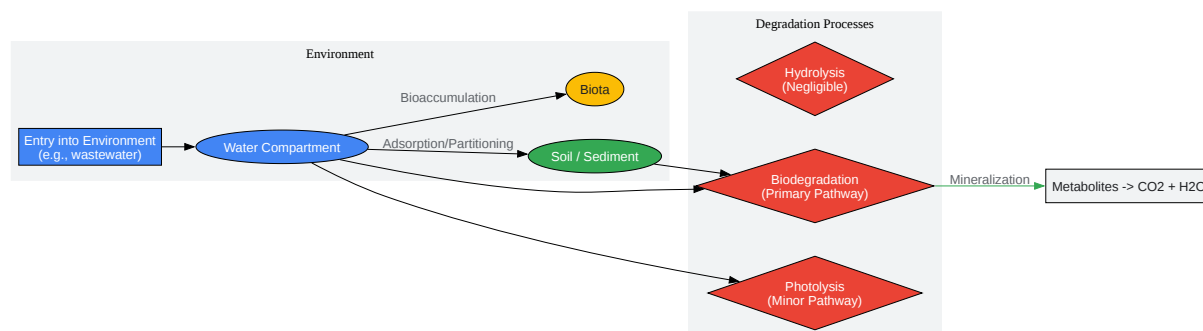 Degradation Processes
Environment
Hydrolysis
(Negligible)
Bioaccumulation
Biota
Entry into Environment
(e.g., wastewater)
Water Compartment
Adsorption/Partitioning
Soil / Sediment
Biodegradation
(Primary Pathway)
Mineralization
Metabolites -> CO2 + H2O
Photolysis
(Minor Pathway)